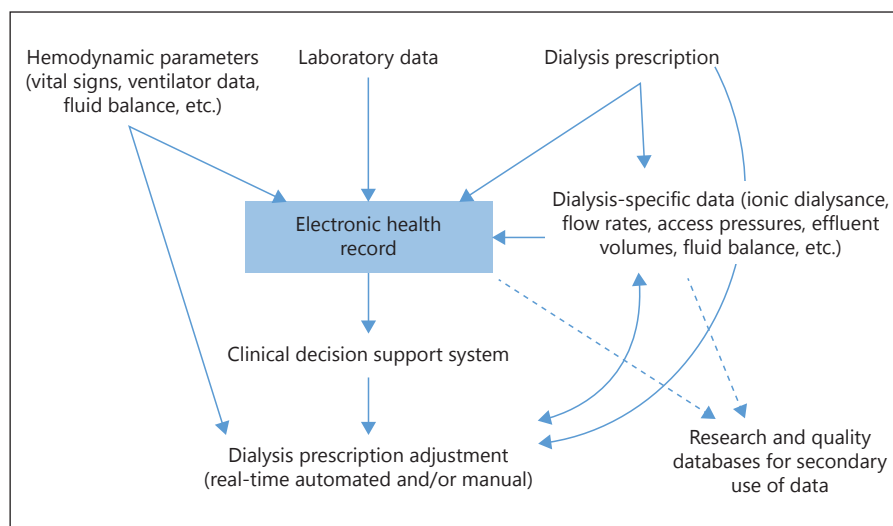 Hemodynamic parameters
(vital signs, ventilator data,
fluid balance, etc.)
Laboratory data
Dialysis prescription
Electronic health
record
Dialysis-specific data (ionic dialysance,
flow rates, access pressures, effluent
volumes, fluid balance, etc.)
Clinical decision support system
Dialysis prescription adjustment
(real-time automated and/or manual)
Research and quality
databases for secondary
use of data